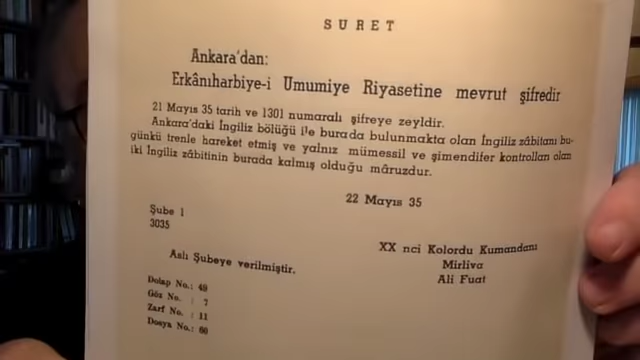 SURET
Ankara'dan:
Erkânıharbiye-i Umumiye Riyasetine mevrut şifredir
21 Mayıs 35 tarih ve 1301 numaralı şifreye zeyldir.
Ankara'daki İngiliz bölüğü ile burada bulunmakta olan İngiliz zâbitanı bu-
günkü trenle hareket etmiş ve yalnız mümessil ve şimendifer kontrolları olan
iki İngiliz zâbitinin burada kalmış olduğu mâruzdur.
22 Mayıs 35
Şube 1
3035
XX nci Kolordu Kumandanı
Mirliva
Ali Fuat
Aslı Şubeye verilmiştir.
Dolap No.: 49
Göz No. : 7
Zarf No. : 11
Dosya No.: 60